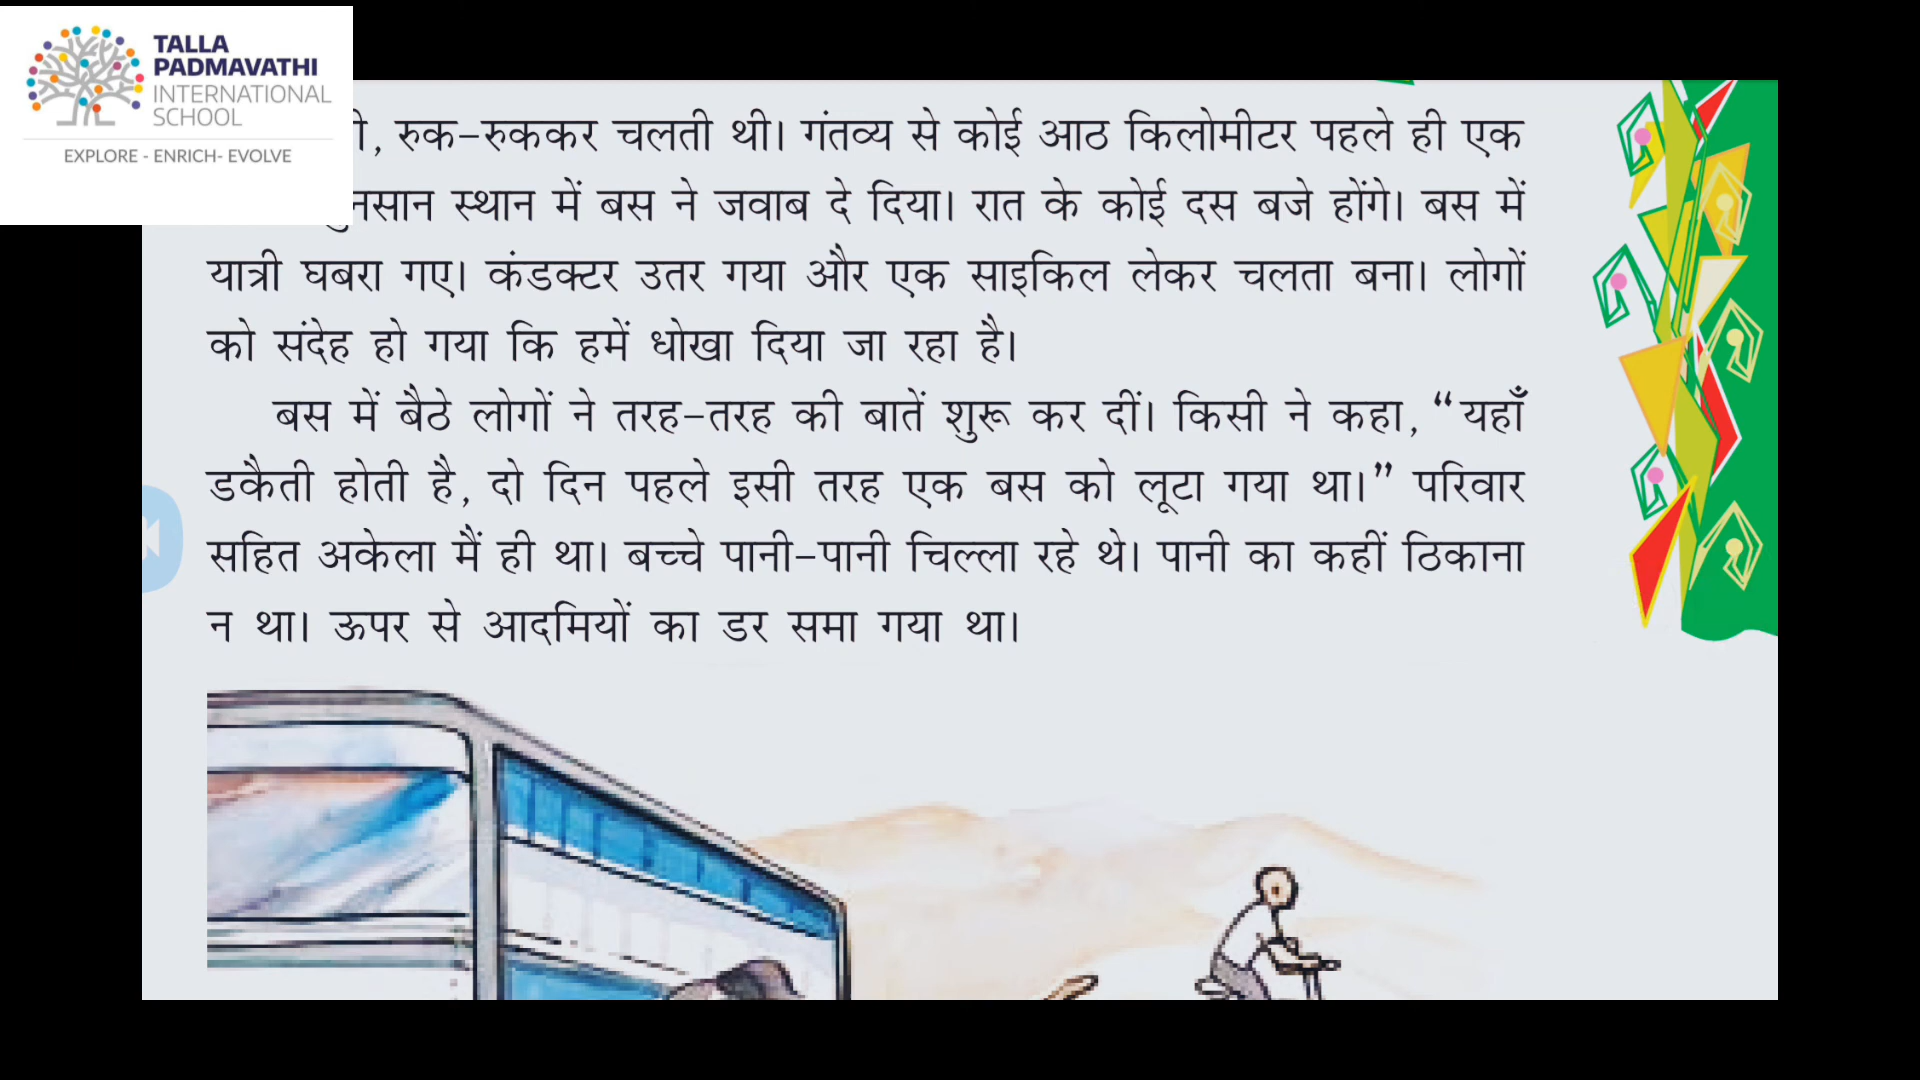 TALLA
PADMAVATHI
INTERNATIONAL
SCHOOL
EXPLORE - ENRICH- EVOLVE
रुक-रुककर चलती थी। गंतव्य से कोई आठ किलोमीटर पहले ही एक
स्थान में बस ने जवाब दे दिया। रात के कोई दस बजे होंगे। बस में
यात्री घबरा गए। कंडक्टर उतर गया और एक साइकिल लेकर चलता बना। लोगों
को संदेह हो गया कि हमें धोखा दिया जा रहा है।
बस में बैठे लोगों ने तरह-तरह की बातें शुरू कर दीं। किसी ने कहा, “यहाँ
डकैती होती है, दो दिन पहले इसी तरह एक बस को लूटा गया था।” परिवार
सहित अकेला मैं ही था। बच्चे पानी-पानी चिल्ला रहे थे। पानी का कहीं ठिकाना
न था। ऊपर से आदमियों का डर समा गया था।